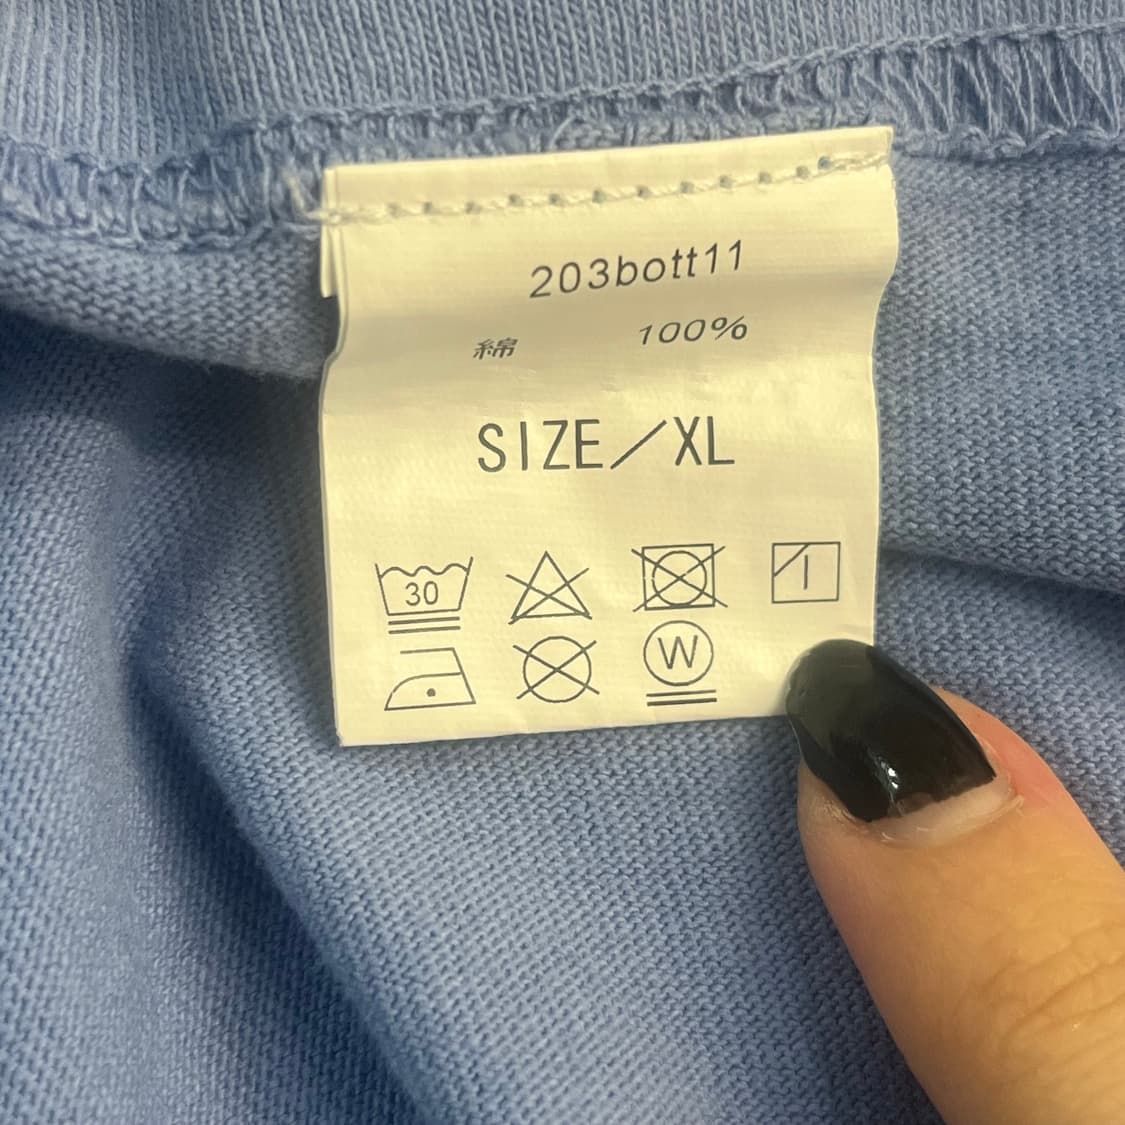 203bott11
綿 100%
SIZE／XL
30
W